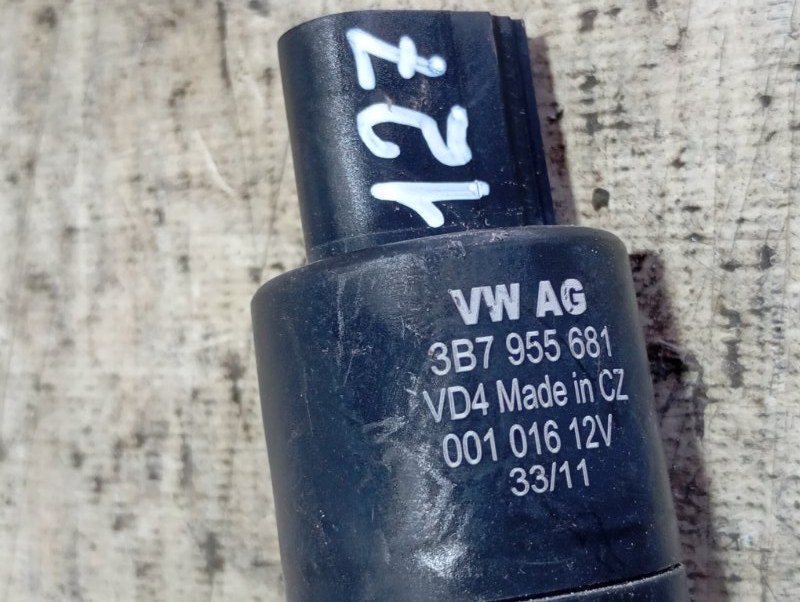 127
VW AG
3B7 955 681
VD4 Made in CZ
001 016 12V
33/11